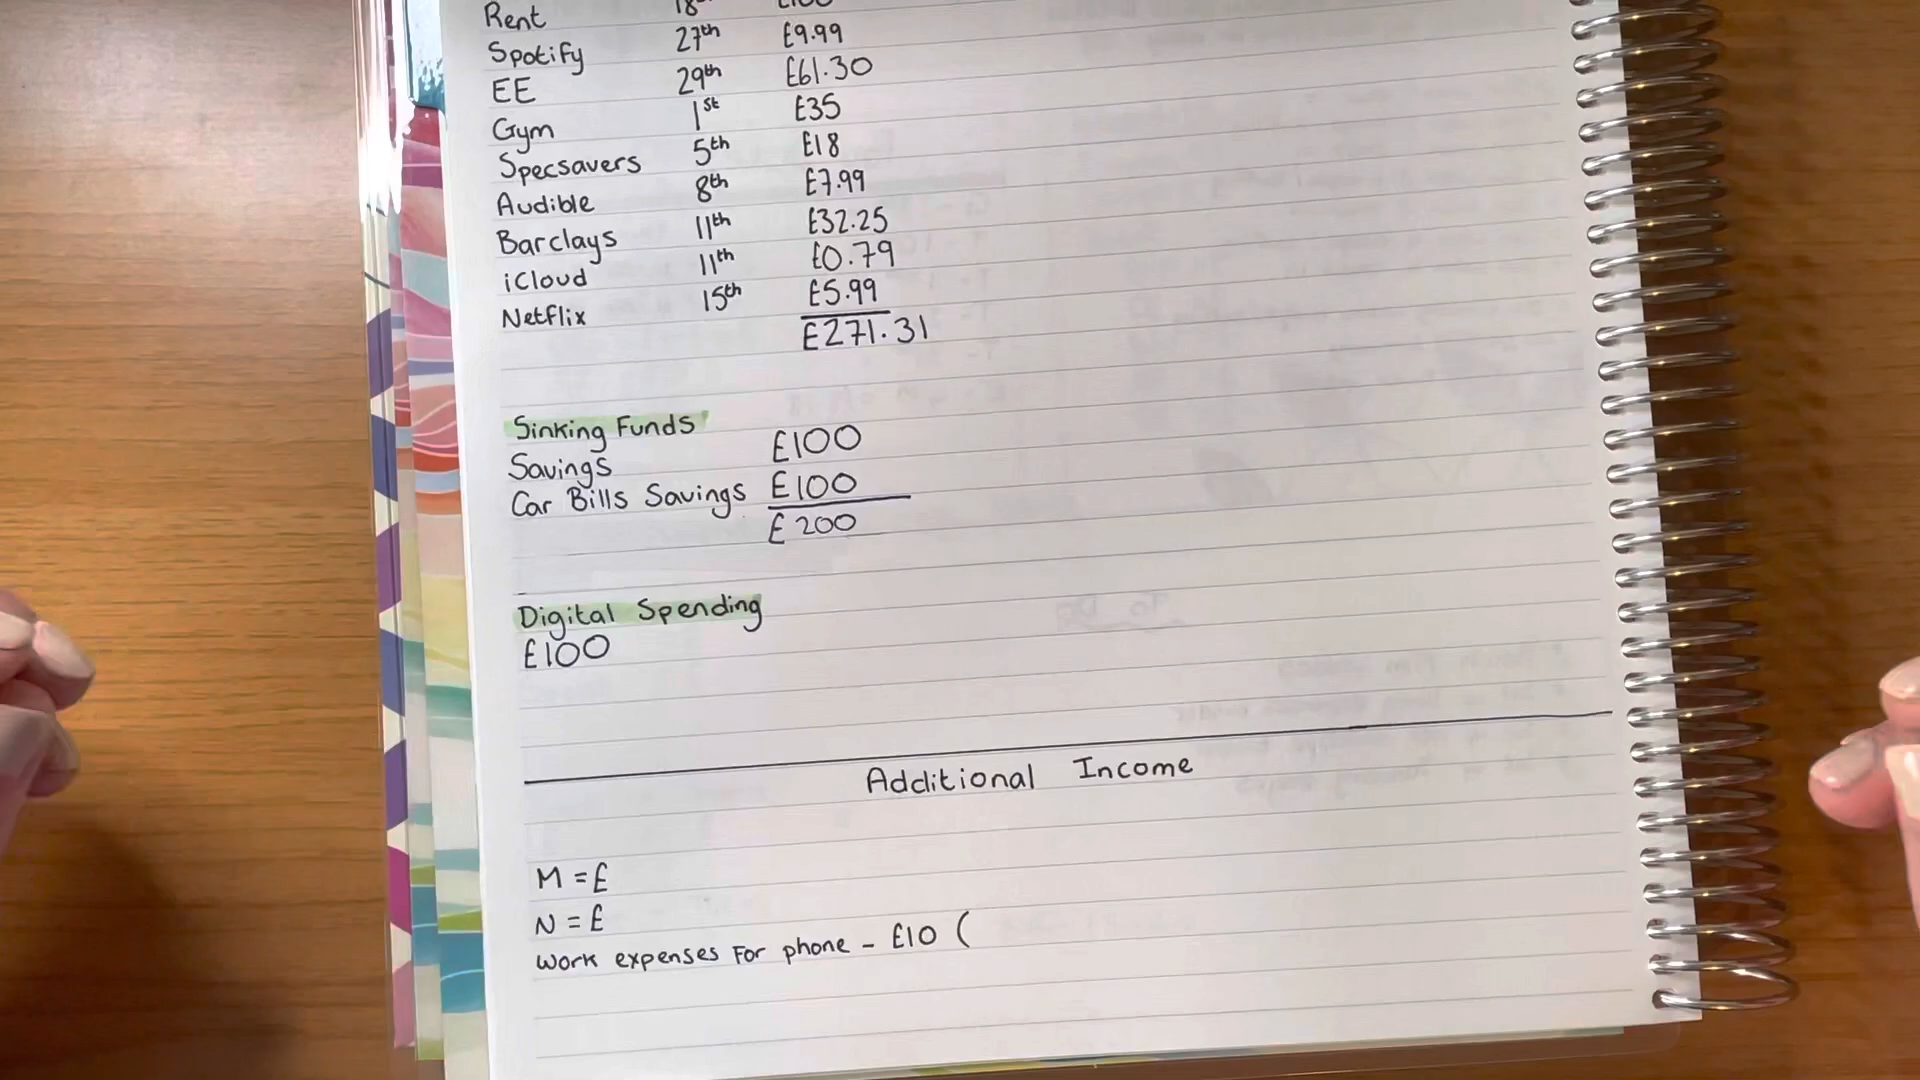 Rent 18th £100
Spotify 27th £9.99
EE 29th £61.30
Gym 1st £35
Specsavers 5th £18
Audible 8th £7.99
Barclays 11th £32.25
iCloud 11th £0.79
Netflix 15th £5.99
£271.31
Sinking Funds
Savings £100
Car Bills Savings £100
£200
Digital Spending
£100
Additional Income
M = £
N = £
Work expenses for phone - £10 (